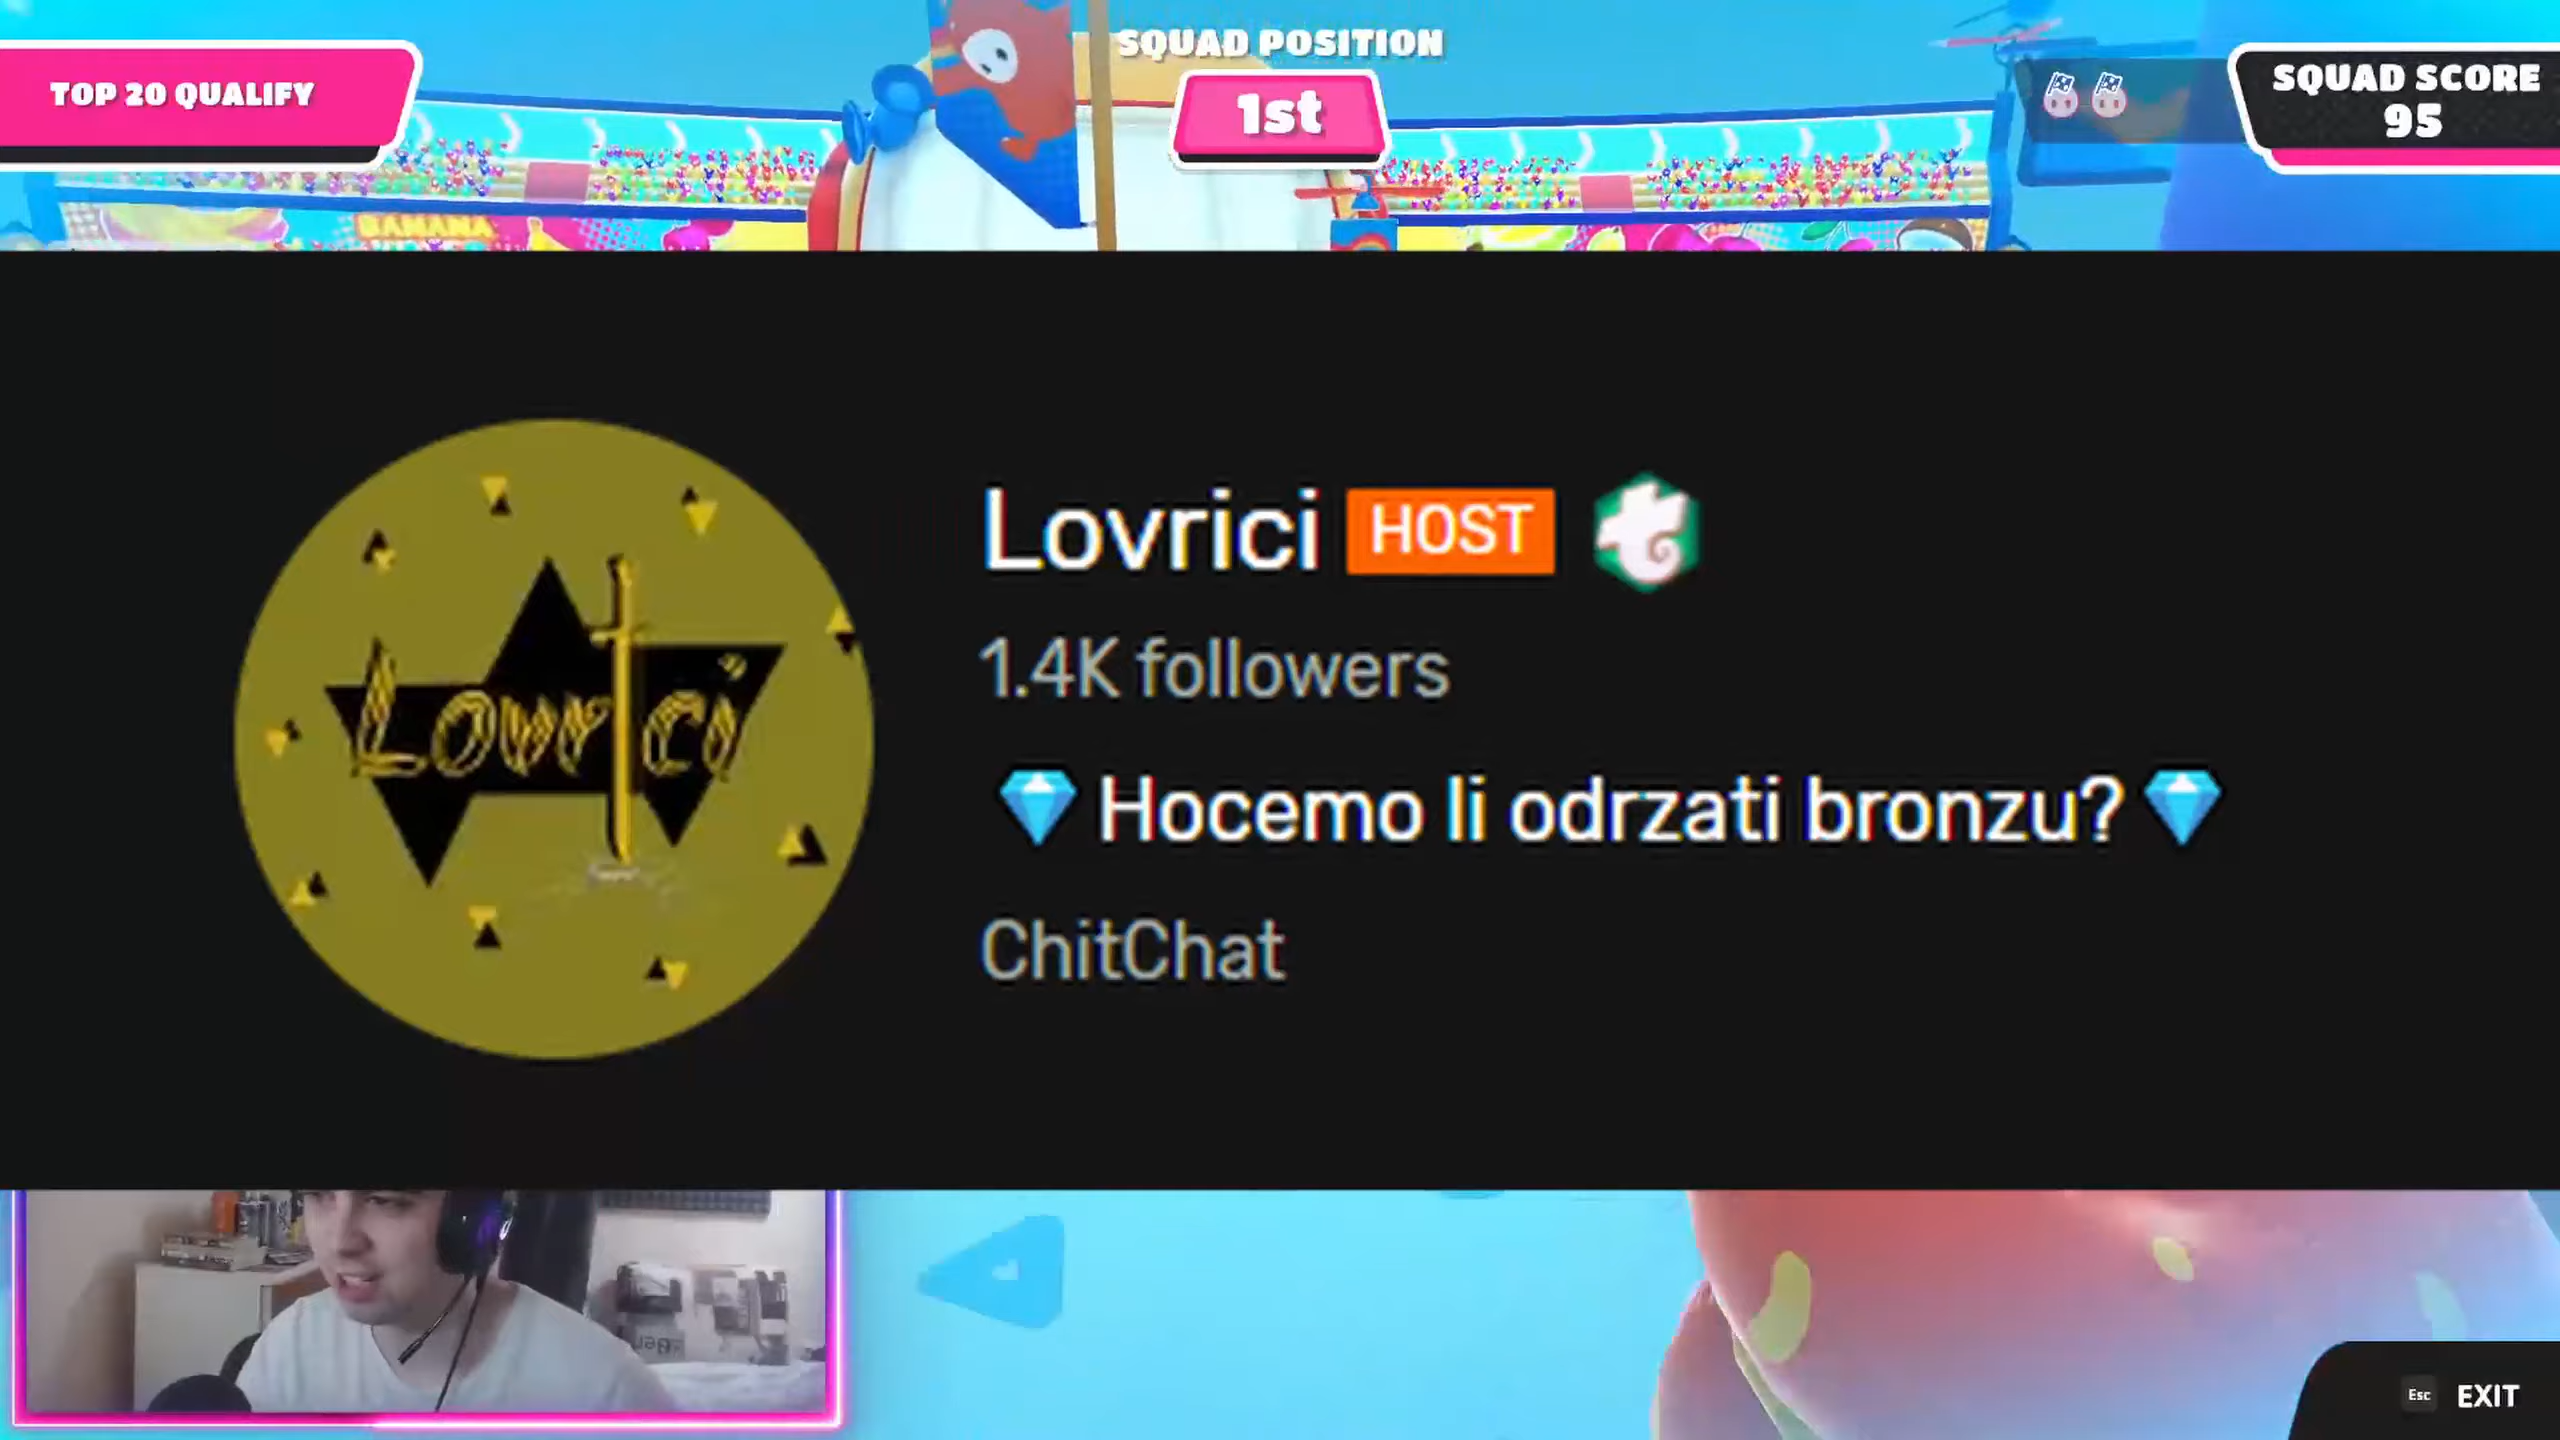 SQUAD POSITION
TOP 20 QUALIFY
1st
SQUAD SCORE
95
BANANA
Lovrici HOST
1.4K followers
Hocemo li odrzati bronzu?
ChitChat
Lovrici
Esc EXIT